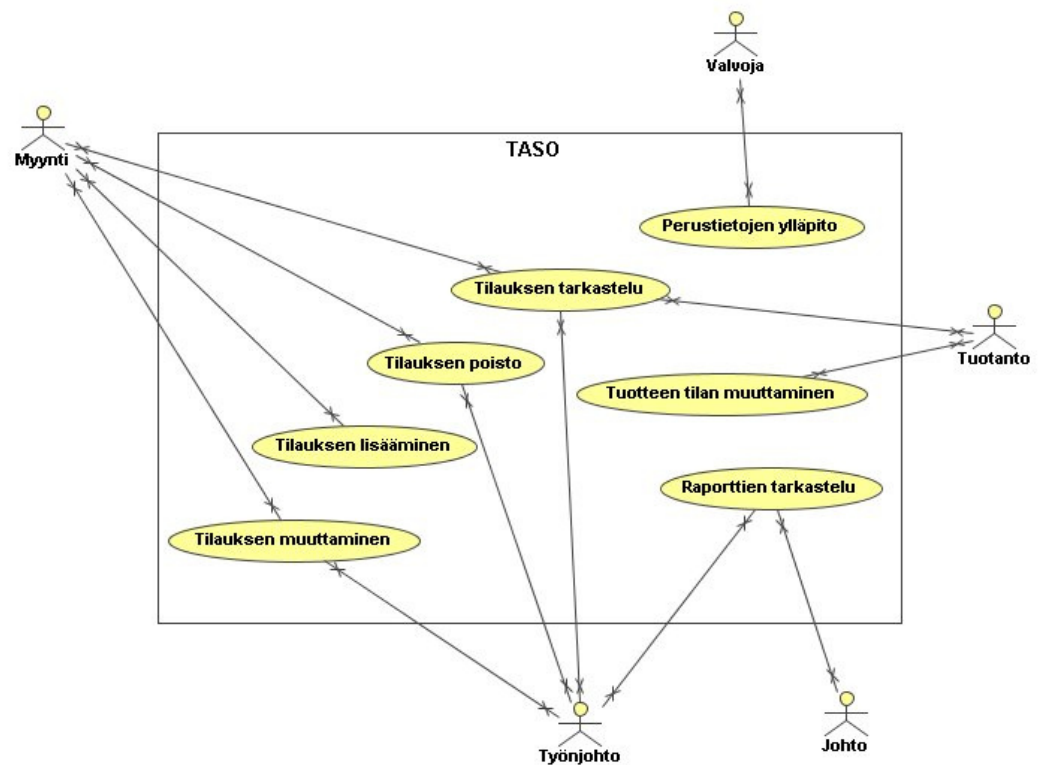 Valvoja
Myynti
TASO
Perustietojen ylläpito
Tilauksen tarkastelu
Tuotanto
Tilauksen poisto
Tuotteen tilan muuttaminen
Tilauksen lisääminen
Raporttien tarkastelu
Tilauksen muuttaminen
Työnjohto
Johto